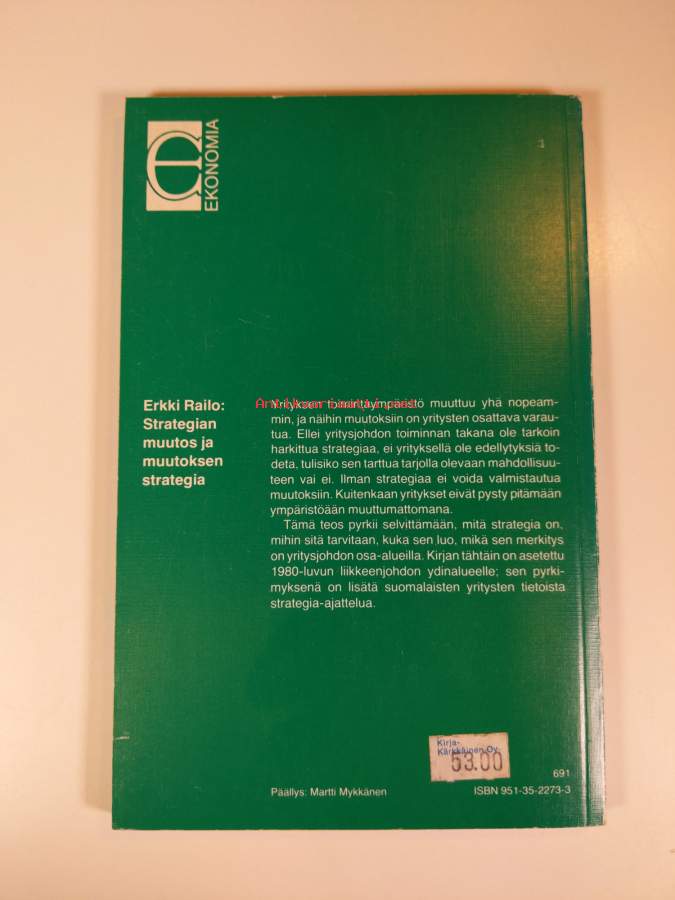 EKONOMIA
Erkki Railo:
Strategian
muutos ja
muutoksen
strategia
Antikvariaatti.net
Yrityksen toimintaympäristö muuttuu yhä nopeam-
min, ja näihin muutoksiin on yritysten osattava varau-
tua. Ellei yritysjohdon toiminnan takana ole tarkoin
harkittua strategiaa, ei yrityksellä ole edellytyksiä to-
deta, tulisiko sen tarttua tarjolla olevaan mahdollisuu-
teen vai ei. Ilman strategiaa ei voida valmistautua
muutoksiin. Kuitenkaan yritykset eivät pysty pitämään
ympäristöään muuttumattomana.
Tämä teos pyrkii selvittämään, mitä strategia on,
mihin sitä tarvitaan, kuka sen luo, mikä sen merkitys
on yritysjohdon osa-alueilla. Kirjan tähtäin on asetettu
1980-luvun liikkeenjohdon ydinalueelle; sen pyrki-
myksenä on lisätä suomalaisten yritysten tietoista
strategia-ajattelua.
Kirja-
Kärkkäinen Oy
53.00
691
Päällys: Martti Mykkänen
ISBN 951-35-2273-3